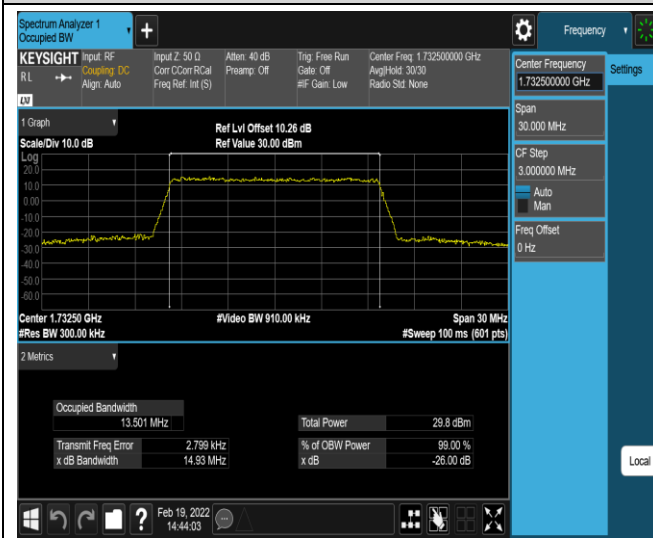 Spectrum Analyzer 1
Occupied BW
+
Frequency
KEYSIGHT
RL
LXI
Input: RF
Coupling: DC
Align: Auto
Input Z: 50 Ω
Corr CCorr RCal
Freq Ref: Int (S)
Atten: 40 dB
Preamp: Off
Trig: Free Run
Gate: Off
#IF Gain: Low
Center Freq: 1.732500000 GHz
Avg|Hold: 30/30
Radio Std: None
1 Graph
Scale/Div 10.0 dB
Ref Lvl Offset 10.26 dB
Ref Value 30.00 dBm
Log
20.0
10.0
0.00
-10.0
-20.0
-30.0
-40.0
-50.0
-60.0
Center 1.73250 GHz
#Res BW 300.00 kHz
#Video BW 910.00 kHz
Span 30 MHz
#Sweep 100 ms (601 pts)
2 Metrics
Occupied Bandwidth
13.501 MHz
Transmit Freq Error 2.799 kHz
x dB Bandwidth 14.93 MHz
Total Power 29.8 dBm
% of OBW Power 99.00 %
x dB -26.00 dB
Center Frequency
1.732500000 GHz
Settings
Span
30.000 MHz
CF Step
3.000000 MHz
Auto
Man
Freq Offset
0 Hz
Local
?
Feb 19, 2022
14:44:03